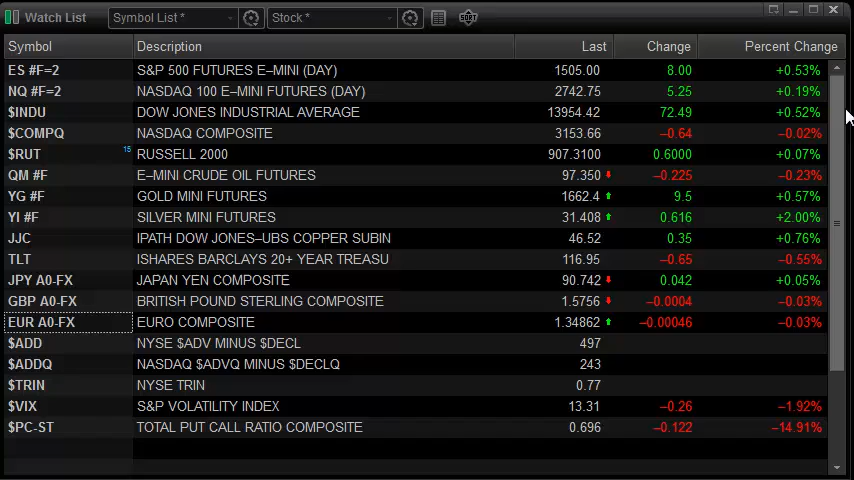 Watch List Symbol List * Stock * SORT
Symbol Description Last Change Percent Change
ES #F=2 S&P 500 FUTURES E–MINI (DAY) 1505.00 8.00 +0.53%
NQ #F=2 NASDAQ 100 E–MINI FUTURES (DAY) 2742.75 5.25 +0.19%
$INDU DOW JONES INDUSTRIAL AVERAGE 13954.42 72.49 +0.52%
$COMPQ NASDAQ COMPOSITE 3153.66 –0.64 –0.02%
$RUT 15 RUSSELL 2000 907.3100 0.6000 +0.07%
QM #F E–MINI CRUDE OIL FUTURES 97.350 –0.225 –0.23%
YG #F GOLD MINI FUTURES 1662.4 9.5 +0.57%
YI #F SILVER MINI FUTURES 31.408 0.616 +2.00%
JJC IPATH DOW JONES–UBS COPPER SUBIN 46.52 0.35 +0.76%
TLT ISHARES BARCLAYS 20+ YEAR TREASU 116.95 –0.65 –0.55%
JPY A0-FX JAPAN YEN COMPOSITE 90.742 0.042 +0.05%
GBP A0-FX BRITISH POUND STERLING COMPOSITE 1.5756 –0.0004 –0.03%
EUR A0-FX EURO COMPOSITE 1.34862 –0.00046 –0.03%
$ADD NYSE $ADV MINUS $DECL 497
$ADDQ NASDAQ $ADVQ MINUS $DECLQ 243
$TRIN NYSE TRIN 0.77
$VIX S&P VOLATILITY INDEX 13.31 –0.26 –1.92%
$PC-ST TOTAL PUT CALL RATIO COMPOSITE 0.696 –0.122 –14.91%